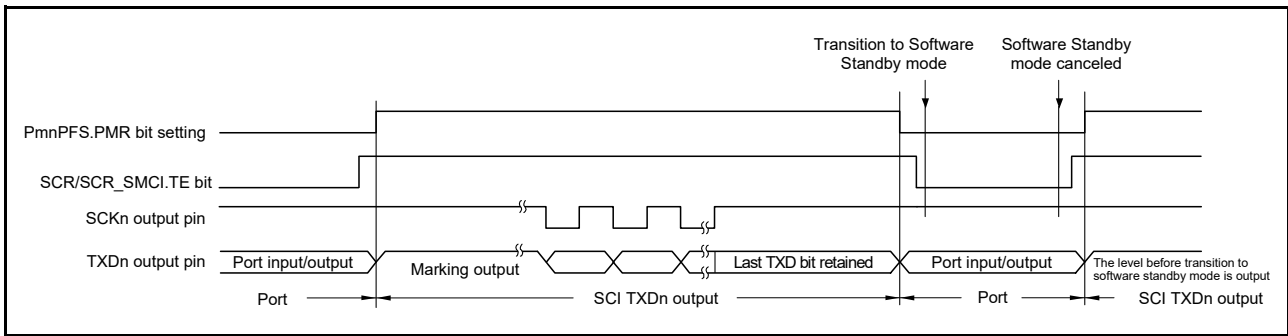 Transition to Software
Standby mode
Software Standby
mode canceled
PmnPFS.PMR bit setting
SCR/SCR_SMCI.TE bit
SCKn output pin
TXDn output pin
Port input/output
Marking output
Last TXD bit retained
Port input/output
The level before transition to
software standby mode is output
Port
SCI TXDn output
Port
SCI TXDn output